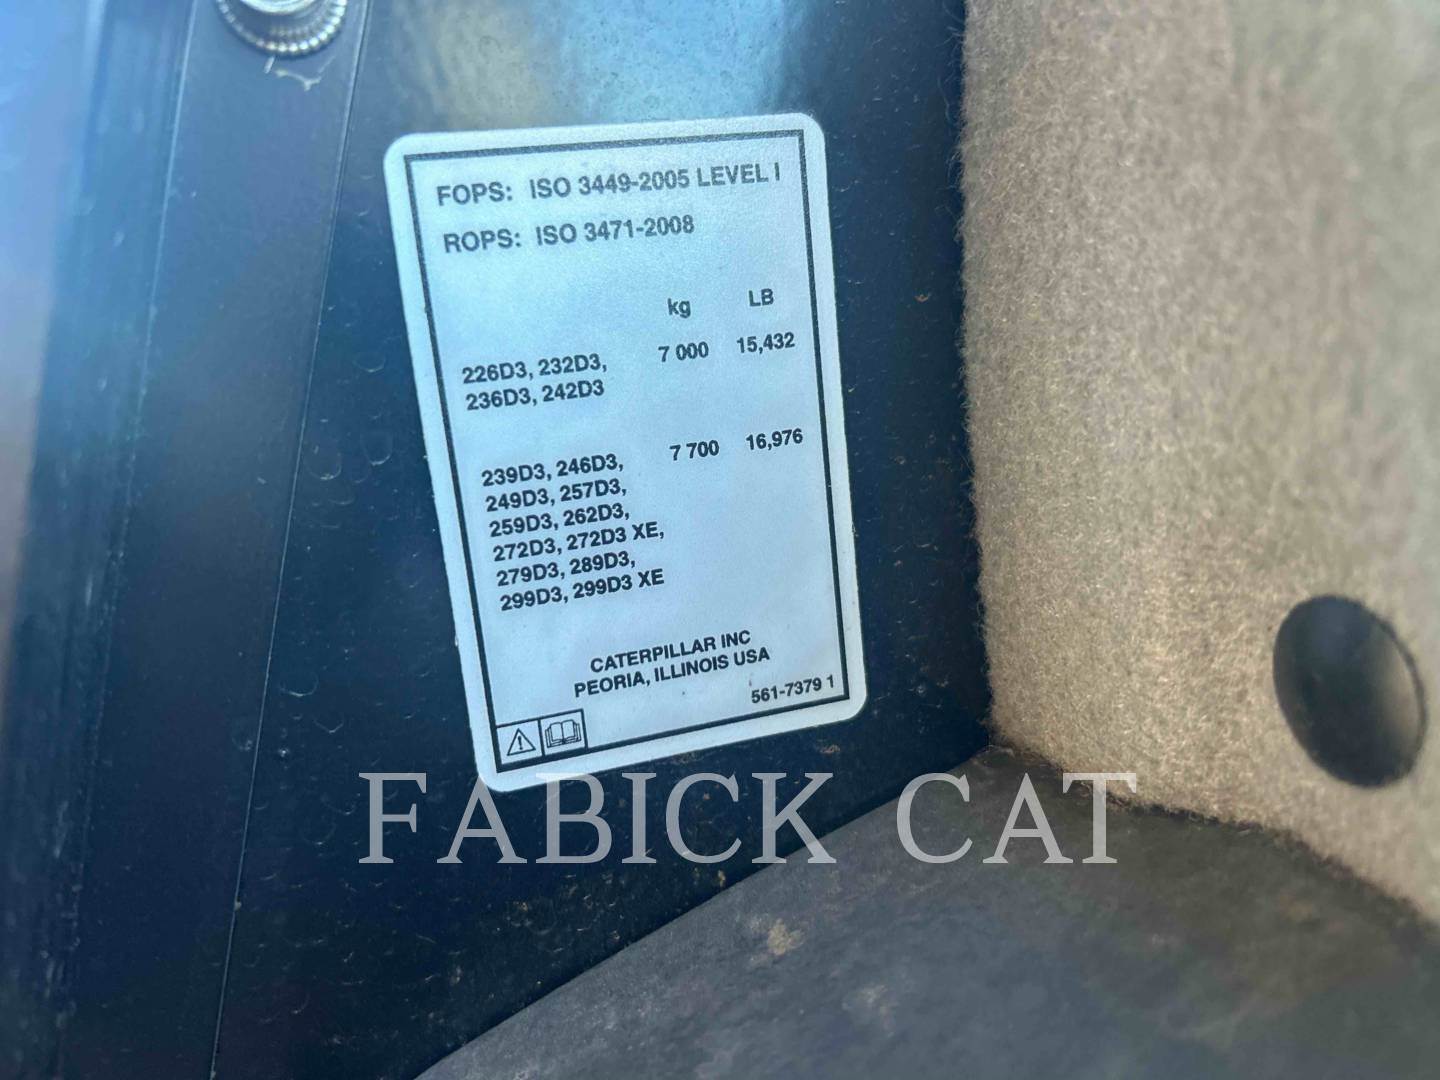 FOPS: ISO 3449-2005 LEVEL I
ROPS: ISO 3471-2008
kg LB
226D3, 232D3, 7 000 15,432
236D3, 242D3
239D3, 246D3, 7 700 16,976
249D3, 257D3,
259D3, 262D3,
272D3, 272D3 XE,
279D3, 289D3,
299D3, 299D3 XE
CATERPILLAR INC
PEORIA, ILLINOIS USA
561-7379 1
FABICK CAT